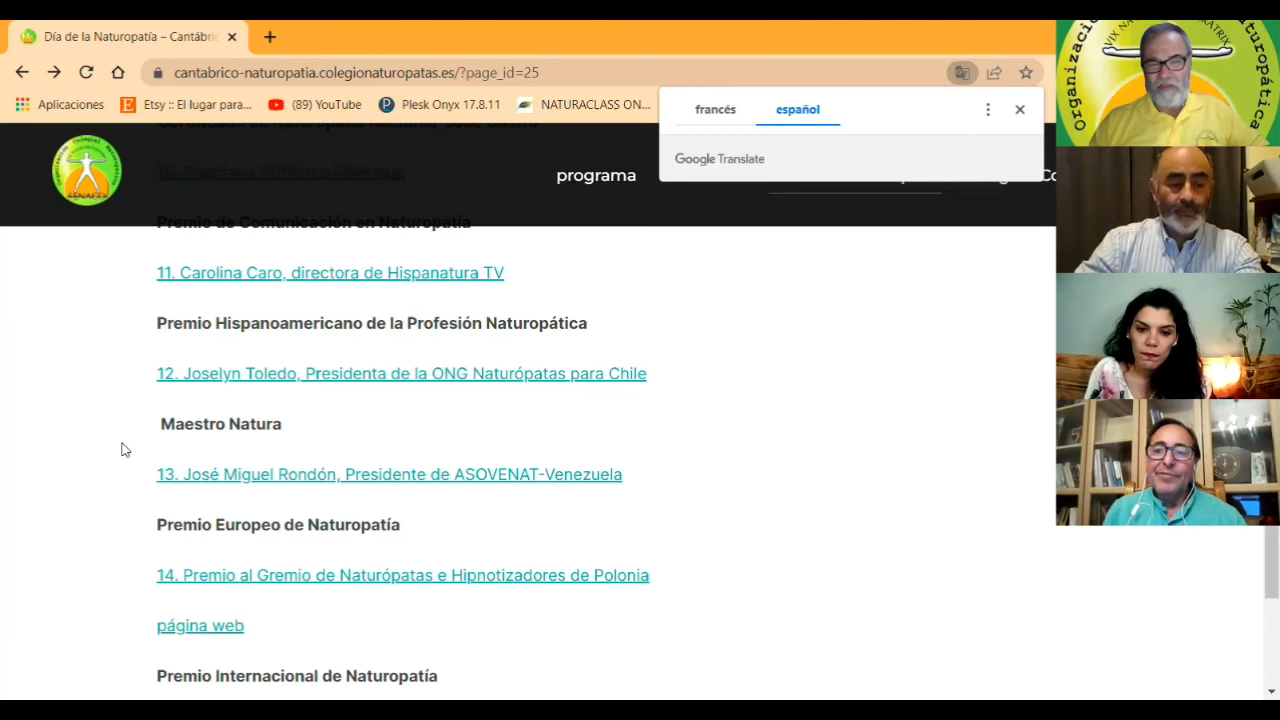 Día de la Naturopatía – Cantábri
cantabrico-naturopatia.colegionaturopatas.es/?page_id=25
Aplicaciones
Etsy :: El lugar para...
(89) YouTube
Plesk Onyx 17.8.11
NATURACLASS ON...
francés
español
Google Translate
programa
Premio de Comunicación en Naturopatía
11. Carolina Caro, directora de Hispanatura TV
Premio Hispanoamericano de la Profesión Naturopática
12. Joselyn Toledo, Presidenta de la ONG Naturópatas para Chile
Maestro Natura
13. José Miguel Rondón, Presidente de ASOVENAT-Venezuela
Premio Europeo de Naturopatía
14. Premio al Gremio de Naturópatas e Hipnotizadores de Polonia
página web
Premio Internacional de Naturopatía